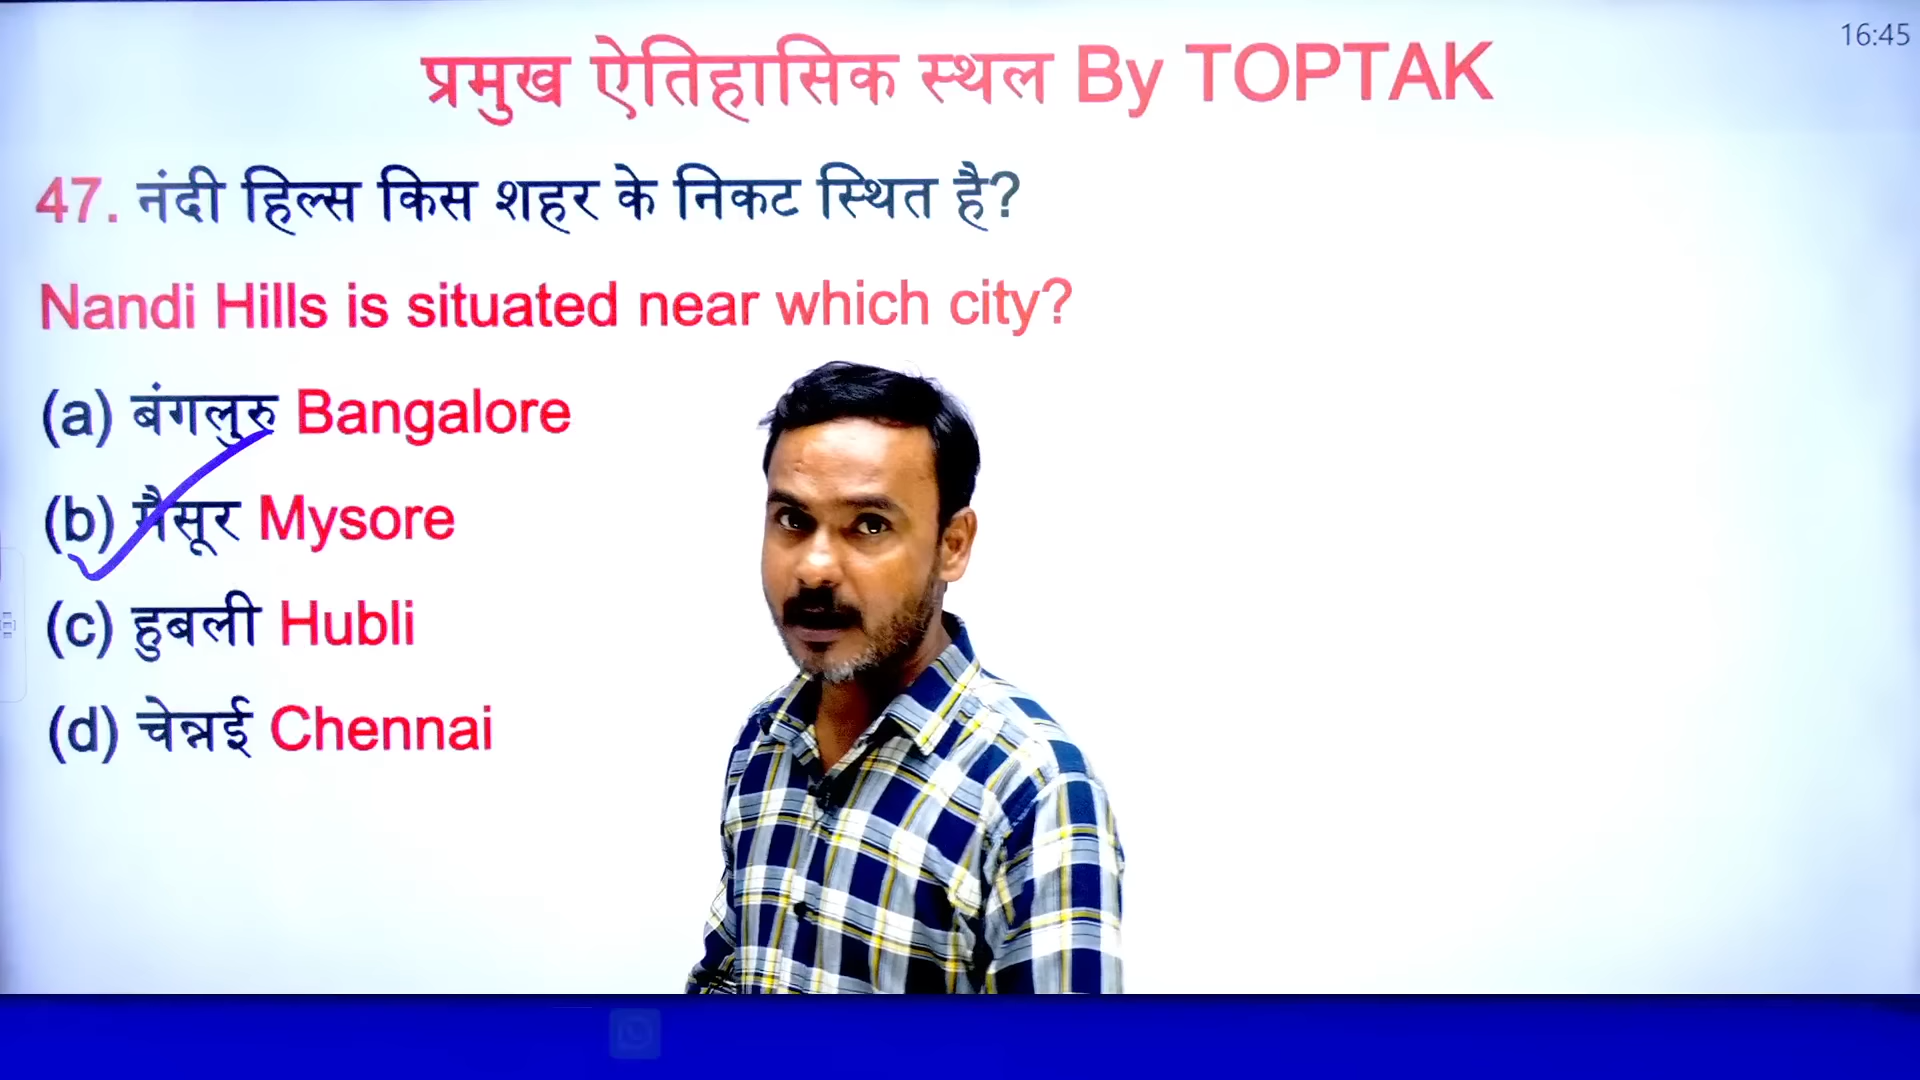 16:45
प्रमुख ऐतिहासिक स्थल By TOPTAK
47. नंदी हिल्स किस शहर के निकट स्थित है?
Nandi Hills is situated near which city?
(a) बंगलुरु Bangalore
(b) मैसूर Mysore
(c) हुबली Hubli
(d) चेन्नई Chennai